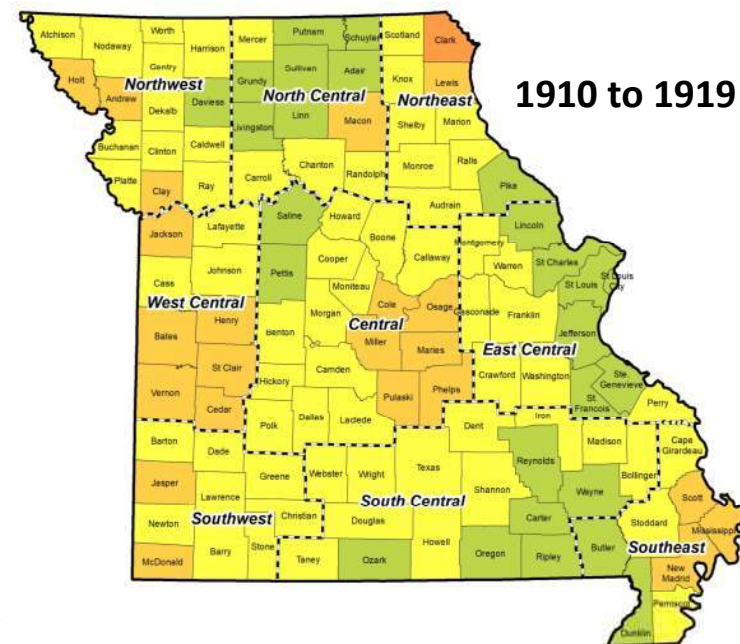 1910 to 1919
Northwest
North Central
Northeast
West Central
Central
East Central
Southwest
South Central
Southeast
Atchison
Nodaway
Worth
Gentry
Harrison
Holt
Andrew
Dekalb
Daviess
Buchanan
Clinton
Caldwell
Platte
Clay
Ray
Mercer
Putnam
Schuyler
Grundy
Sullivan
Adair
Livingston
Linn
Macon
Carroll
Chariton
Randolph
Scotland
Clark
Knox
Lewis
Shelby
Marion
Monroe
Ralls
Audrain
Pike
Jackson
Lafayette
Cass
Johnson
Bates
Henry
St Clair
Vernon
Cedar
Saline
Howard
Boone
Pettis
Cooper
Callaway
Moniteau
Morgan
Cole
Osage
Benton
Miller
Maries
Camden
Hickory
Pulaski
Phelps
Polk
Dallas
Laclede
Montgomery
Lincoln
Warren
St Charles
St Louis
St Louis City
Gasconade
Franklin
Jefferson
Crawford
Washington
Ste. Genevieve
St. Francois
Perry
Barton
Dade
Jasper
Lawrence
Greene
Newton
Christian
McDonald
Barry
Stone
Webster
Wright
Texas
Dent
Iron
Madison
Reynolds
Shannon
Wayne
Douglas
Carter
Howell
Taney
Ozark
Oregon
Ripley
Cape Girardeau
Bollinger
Scott
Stoddard
Mississippi
Butler
New Madrid
Dunklin